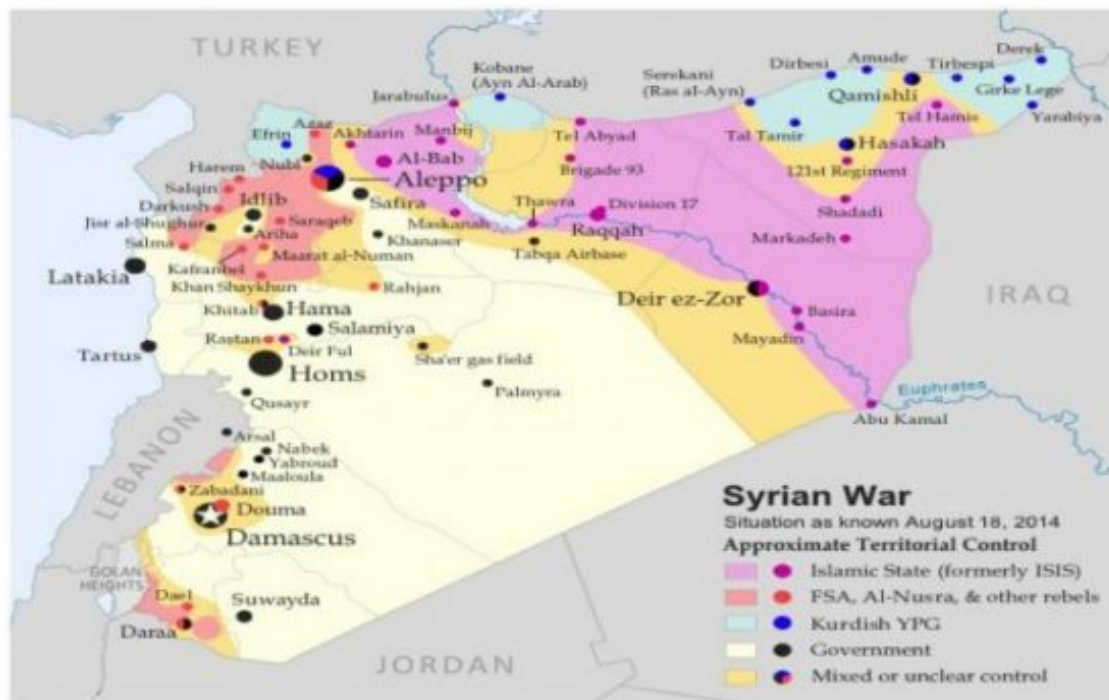 TURKEY
Kobane
(Ayn Al-Arab)
Dirbesi
Amude
Derek
Tirbespi
Serekani
(Ras al-Ayn)
Qamishli
Girke Lege
Jarabulus
Tel Hamis
Yarabiya
Azaz
Akhtarin
Manbij
Tel Abyad
Tal Tamir
Efrin
Hasakah
Nubl
Al-Bab
Brigade 93
121st Regiment
Harem
Aleppo
Salqin
Idlib
Safira
Thawra
Division 17
Shadadi
Darkush
Saraqeb
Maskanah
Raqqah
Jisr al-Shughur
Ariha
Khanaser
Markadeh
Salma
Maarat al-Numan
Tabqa Airbase
Latakia
Kafranbel
Khan Shaykhun
Rahjan
Deir ez-Zor
IRAQ
Khitab
Hama
Basira
Salamiya
Mayadin
Rastan
Tartus
Deir Ful
Sha'er gas field
Homs
Palmyra
Euphrates
Qusayr
Abu Kamal
LEBANON
Arsal
Nabek
Yabroud
Maaloula
Zabadani
Douma
Damascus
GOLAN
HEIGHTS
Dael
Suwayda
Daraa
JORDAN
Syrian War
Situation as known August 18, 2014
Approximate Territorial Control
Islamic State (formerly ISIS)
FSA, Al-Nusra, & other rebels
Kurdish YPG
Government
Mixed or unclear control